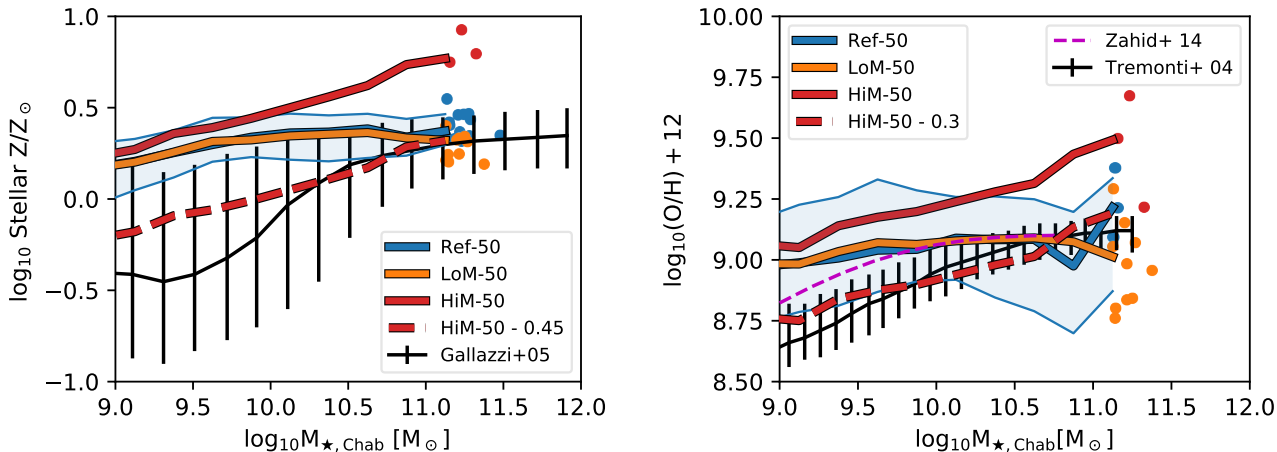 1.0
0.5
0.0
−0.5
−1.0
log₁₀ Stellar Z/Z⊙
Ref-50
LoM-50
HiM-50
HiM-50 - 0.45
Gallazzi+05
9.0 9.5 10.0 10.5 11.0 11.5 12.0
log₁₀M★,Chab [M⊙]
10.00
9.75
9.50
9.25
9.00
8.75
8.50
log₁₀(O/H) + 12
Ref-50
LoM-50
HiM-50
HiM-50 - 0.3
Zahid+ 14
Tremonti+ 04
9.0 9.5 10.0 10.5 11.0 11.5 12.0
log₁₀M★,Chab[M⊙]